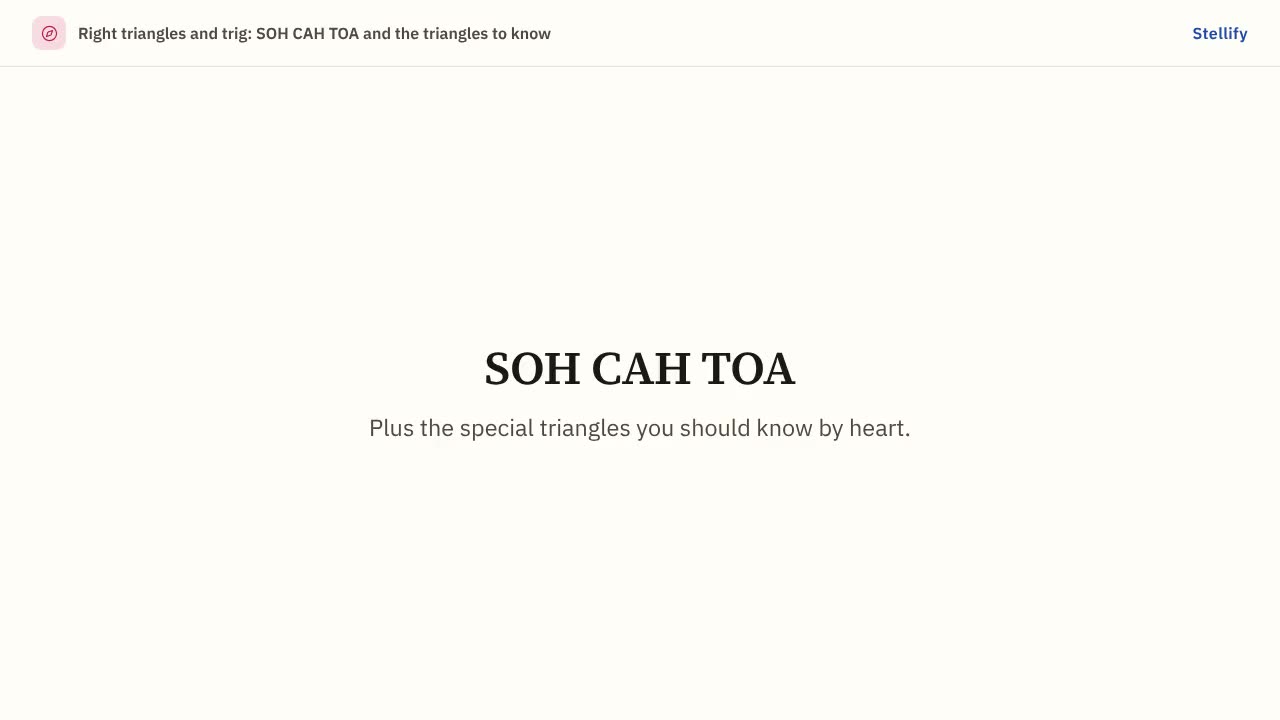 Right triangles and trig: SOH CAH TOA and the triangles to know
Stellify
SOH CAH TOA
Plus the special triangles you should know by heart.